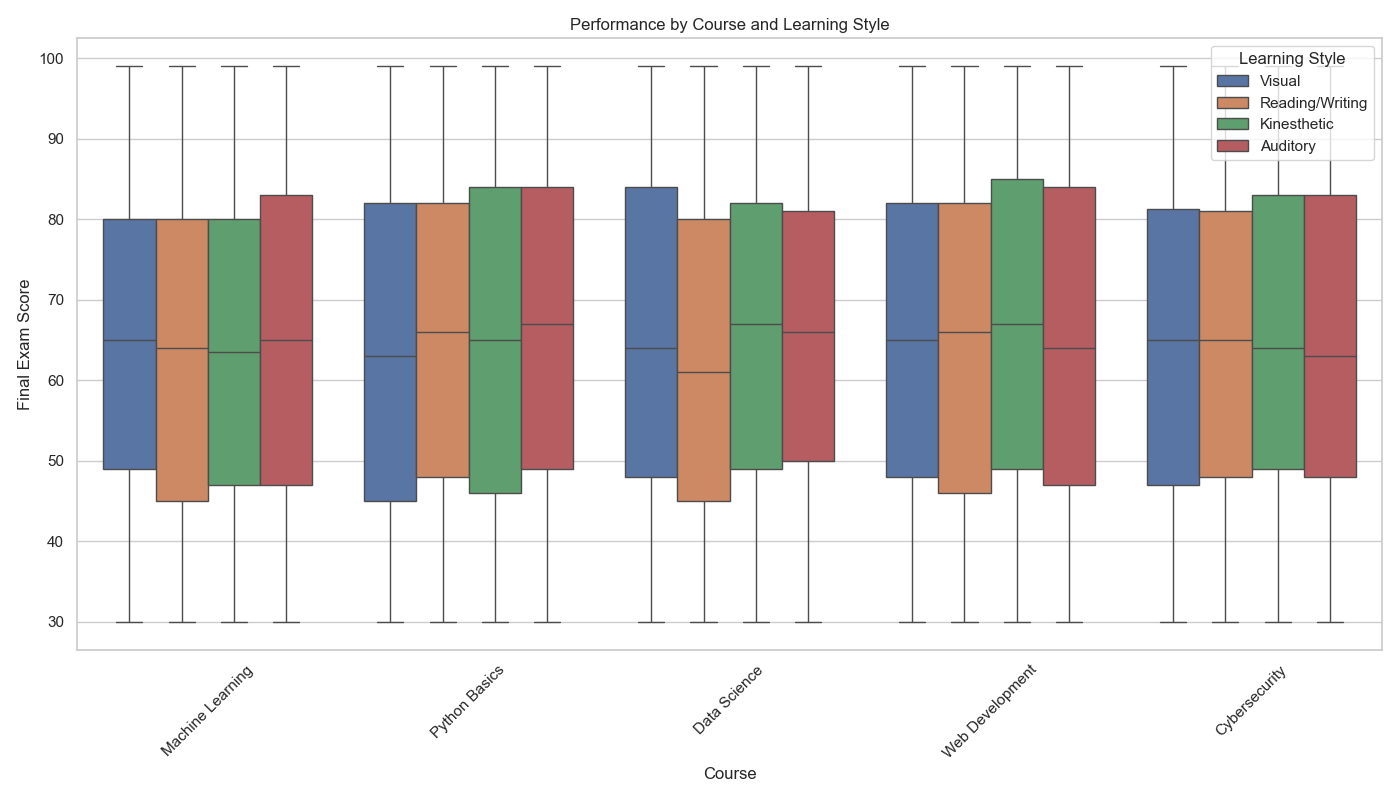 Performance by Course and Learning Style
Learning Style
Visual
Reading/Writing
Kinesthetic
Auditory
Final Exam Score
100
90
80
70
60
50
40
30
Machine Learning
Python Basics
Data Science
Web Development
Cybersecurity
Course